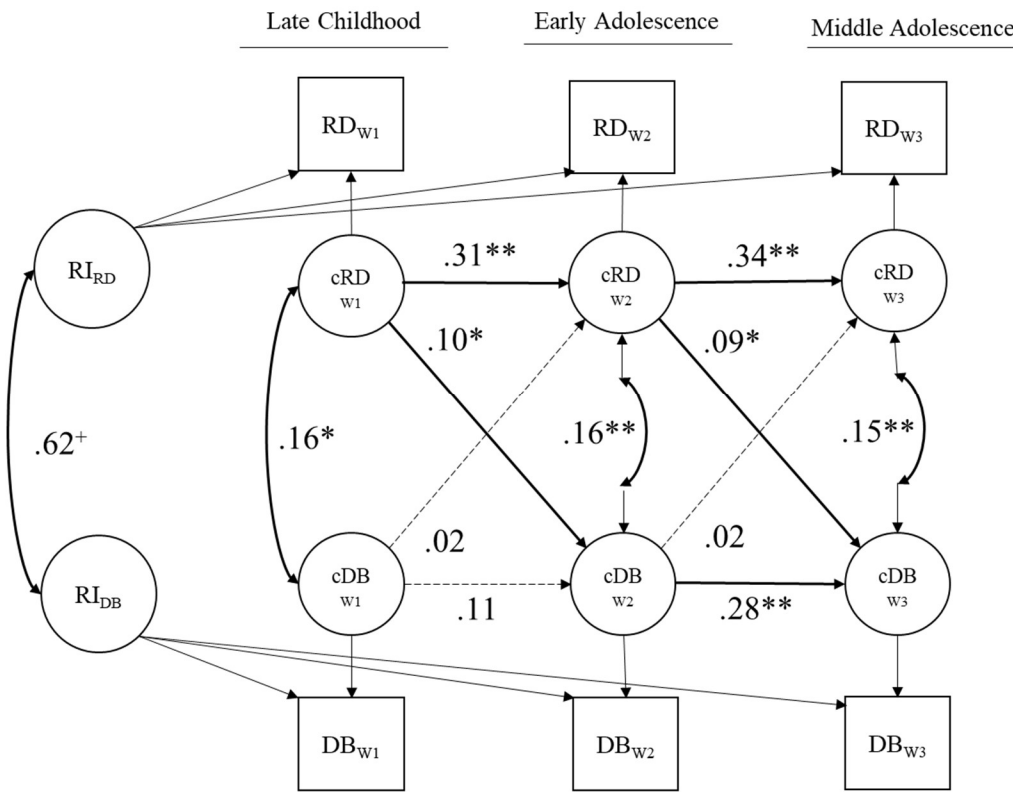 Late Childhood
Early Adolescence
Middle Adolescence
RDW1
RDW2
RDW3
RIRD
cRD
W1
.31**
cRD
W2
.34**
cRD
W3
.10*
.09*
.62+
.16*
.16**
.15**
.02
.02
RIDB
cDB
W1
.11
cDB
W2
.28**
cDB
W3
DBW1
DBW2
DBW3